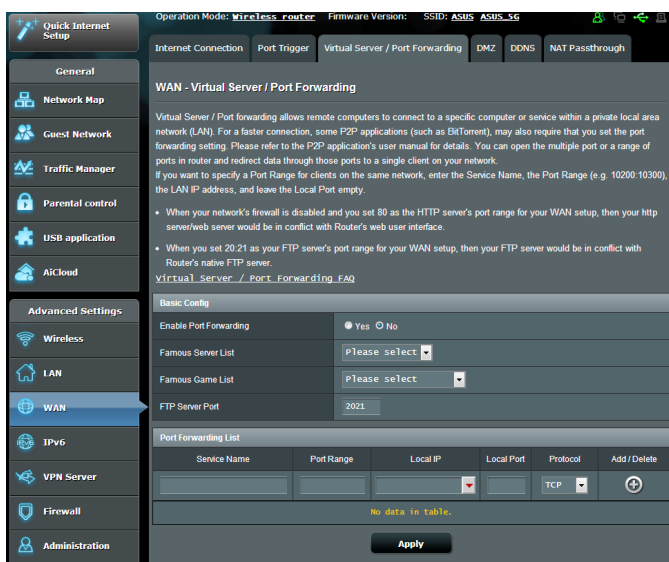 Quick Internet
Setup
General
Network Map
Guest Network
Traffic Manager
Parental control
USB application
AiCloud
Advanced Settings
Wireless
LAN
WAN
IPv6
VPN Server
Firewall
Administration
Operation Mode: Wireless router Firmware Version: SSID: ASUS ASUS_5G
Internet Connection Port Trigger Virtual Server / Port Forwarding DMZ DDNS NAT Passthrough
WAN - Virtual Server / Port Forwarding
Virtual Server / Port forwarding allows remote computers to connect to a specific computer or service within a private local area
network (LAN). For a faster connection, some P2P applications (such as BitTorrent), may also require that you set the port
forwarding setting. Please refer to the P2P application's user manual for details. You can open the multiple port or a range of
ports in router and redirect data through those ports to a single client on your network.
If you want to specify a Port Range for clients on the same network, enter the Service Name, the Port Range (e.g. 10200:10300),
the LAN IP address, and leave the Local Port empty.
• When your network's firewall is disabled and you set 80 as the HTTP server's port range for your WAN setup, then your http
server/web server would be in conflict with Router's web user interface.
• When you set 20:21 as your FTP server's port range for your WAN setup, then your FTP server would be in conflict with
Router's native FTP server.
Virtual Server / Port Forwarding FAQ
Basic Config
Enable Port Forwarding Yes No
Famous Server List Please select
Famous Game List Please select
FTP Server Port 2021
Port Forwarding List
Service Name Port Range Local IP Local Port Protocol Add / Delete
TCP
No data in table.
Apply